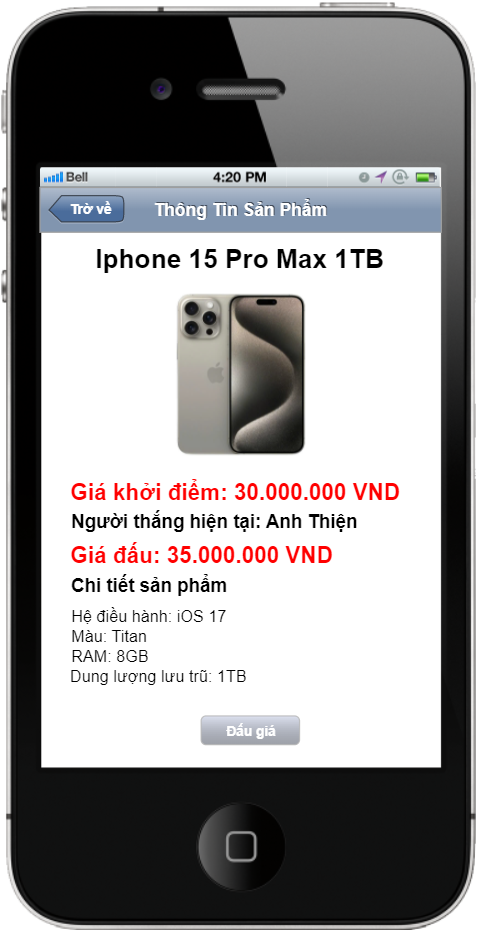 Bell
4:20 PM
Trở về
Thông Tin Sản Phẩm
Iphone 15 Pro Max 1TB
Giá khởi điểm: 30.000.000 VND
Người thắng hiện tại: Anh Thiện
Giá đấu: 35.000.000 VND
Chi tiết sản phẩm
Hệ điều hành: iOS 17
Màu: Titan
RAM: 8GB
Dung lượng lưu trũ: 1TB
Đấu giá